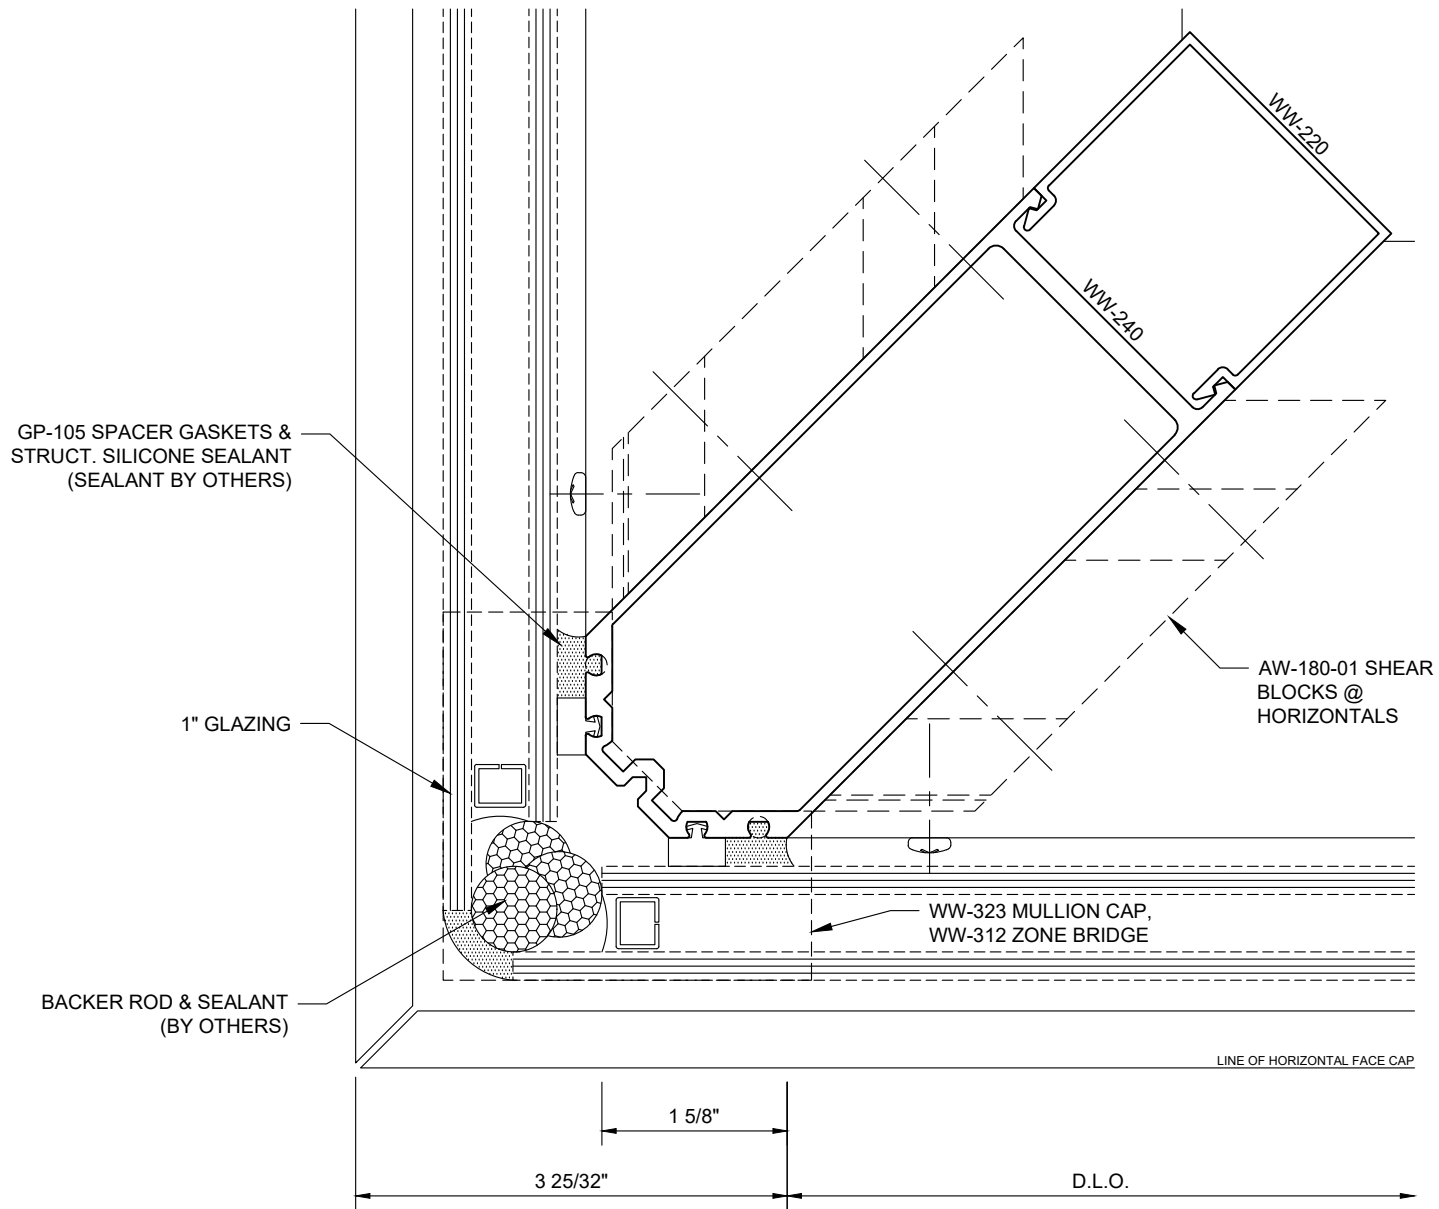 WW-220
WW-240
GP-105 SPACER GASKETS &
STRUCT. SILICONE SEALANT
(SEALANT BY OTHERS)
AW-180-01 SHEAR
BLOCKS @
HORIZONTALS
1" GLAZING
WW-323 MULLION CAP,
WW-312 ZONE BRIDGE
BACKER ROD & SEALANT
(BY OTHERS)
LINE OF HORIZONTAL FACE CAP
1 5/8"
3 25/32"
D.L.O.